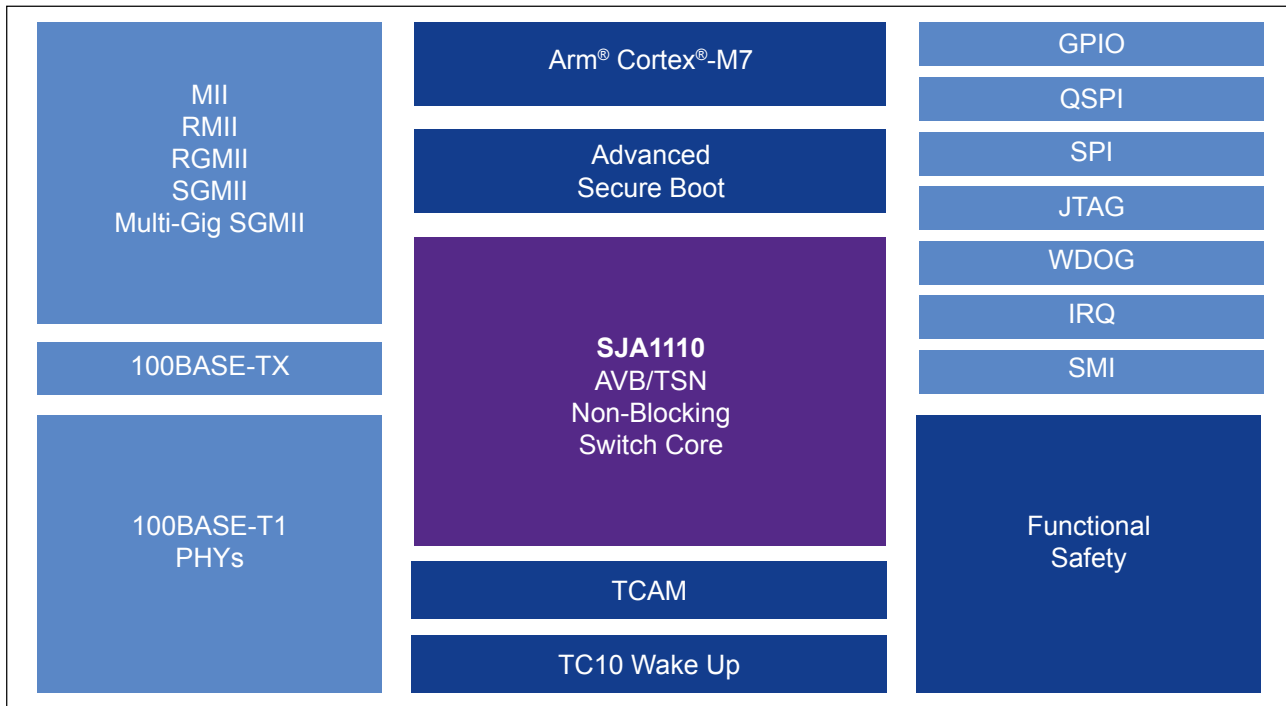 MII
RMII
RGMII
SGMII
Multi-Gig SGMII
100BASE-TX
100BASE-T1
PHYs
Arm® Cortex®-M7
Advanced
Secure Boot
SJA1110
AVB/TSN
Non-Blocking
Switch Core
TCAM
TC10 Wake Up
GPIO
QSPI
SPI
JTAG
WDOG
IRQ
SMI
Functional
Safety